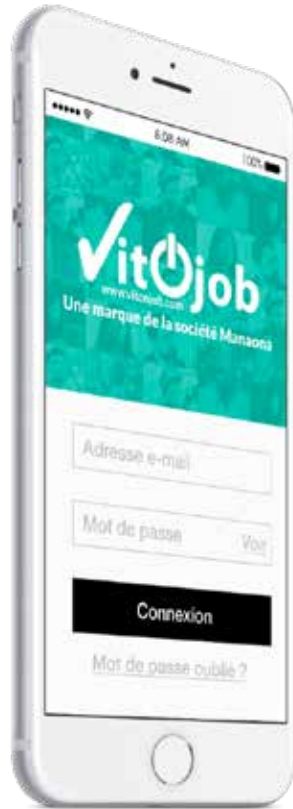 6:08 AM 100%
Vitojob
www.vitonjob.com
Une marque de la société Manaona
Adresse e-mail
Mot de passe Voir
Connexion
Mot de passe oublié ?